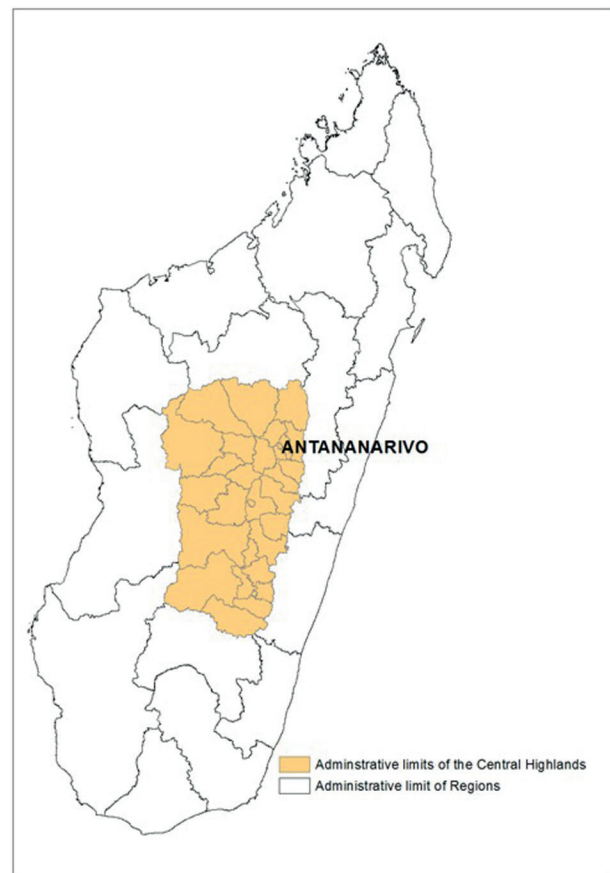 ANTANANARIVO
Adminstrative limits of the Central Highlands
Administrative limit of Regions